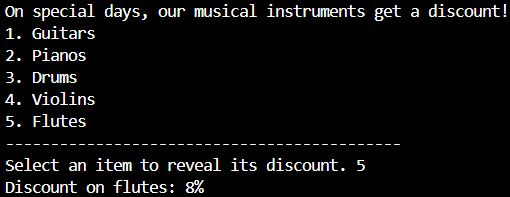 On special days, our musical instruments get a discount!
1. Guitars
2. Pianos
3. Drums
4. Violins
5. Flutes
--------------------------------------------
Select an item to reveal its discount. 5
Discount on flutes: 8%